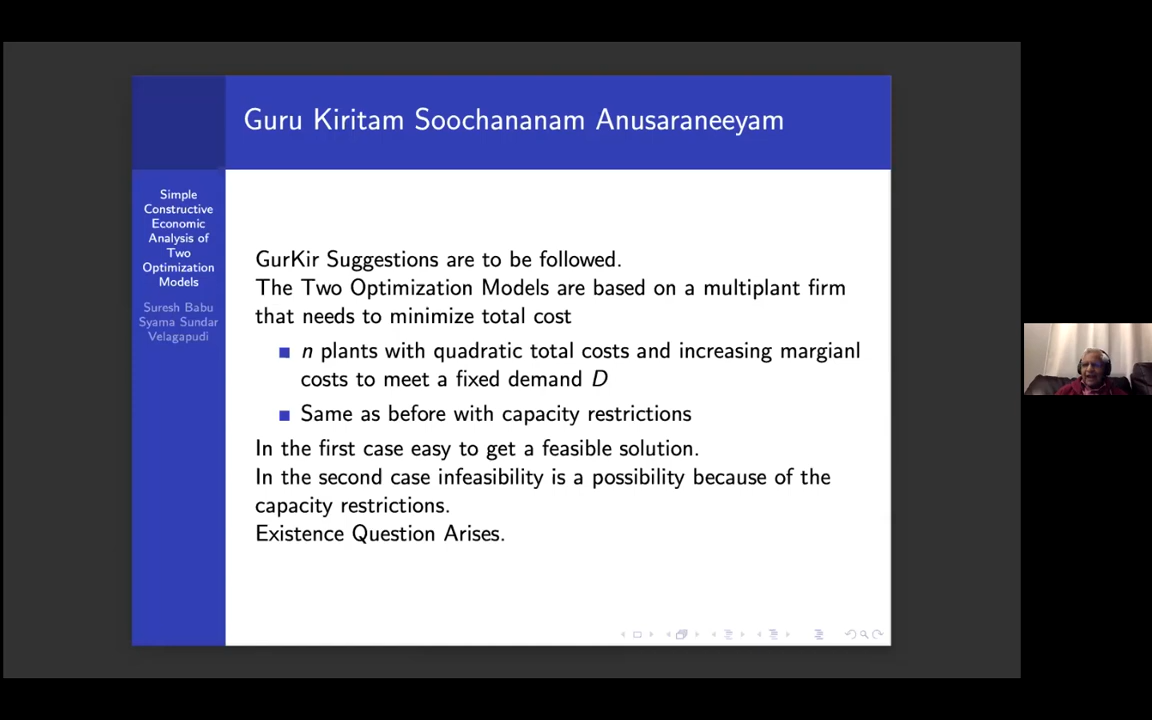 Guru Kiritam Soochananam Anusaraneeyam
Simple
Constructive
Economic
Analysis of
Two
Optimization
Models
Suresh Babu
Syama Sundar
Velagapudi
GurKir Suggestions are to be followed.
The Two Optimization Models are based on a multiplant firm
that needs to minimize total cost
n plants with quadratic total costs and increasing margianl
costs to meet a fixed demand D
Same as before with capacity restrictions
In the first case easy to get a feasible solution.
In the second case infeasibility is a possibility because of the
capacity restrictions.
Existence Question Arises.